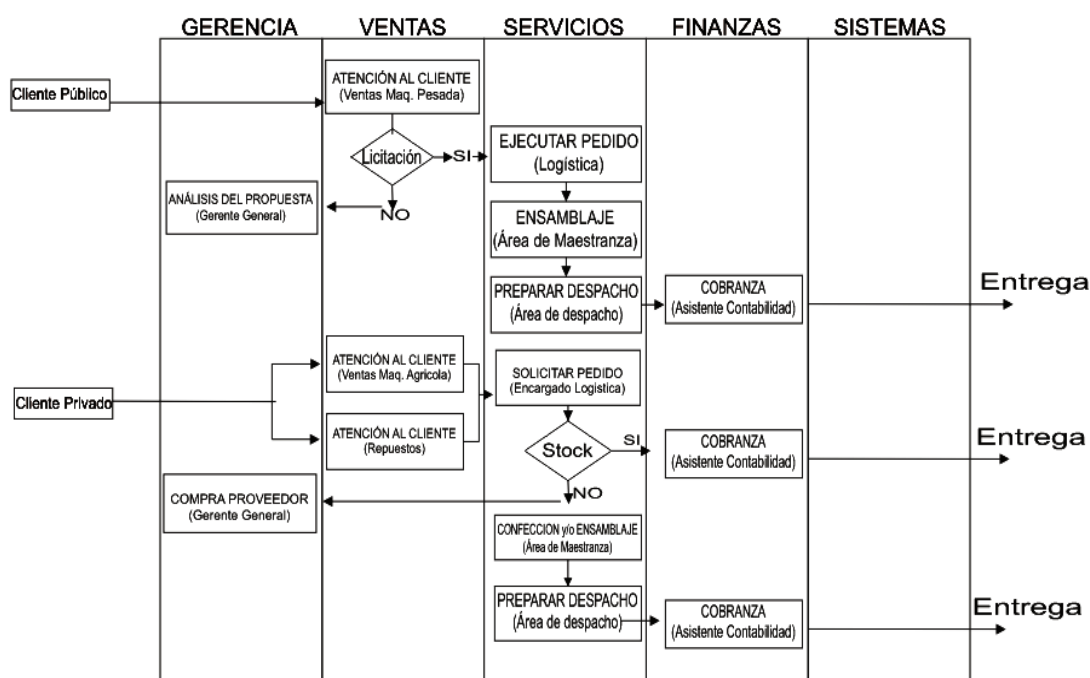 GERENCIA VENTAS SERVICIOS FINANZAS SISTEMAS
Cliente Público
ATENCIÓN AL CLIENTE
(Ventas Maq. Pesada)
Licitación
SI
NO
EJECUTAR PEDIDO
(Logística)
ANÁLISIS DEL PROPUESTA
(Gerente General)
ENSAMBLAJE
(Área de Maestranza)
PREPARAR DESPACHO
(Área de despacho)
COBRANZA
(Asistente Contabilidad)
Entrega
Cliente Privado
ATENCIÓN AL CLIENTE
(Ventas Maq. Agricola)
ATENCIÓN AL CLIENTE
(Repuestos)
SOLICITAR PEDIDO
(Encargado Logistica)
Stock
SI
NO
COBRANZA
(Asistente Contabilidad)
Entrega
COMPRA PROVEEDOR
(Gerente General)
CONFECCION y/o ENSAMBLAJE
(Área de Maestranza)
PREPARAR DESPACHO
(Área de despacho)
COBRANZA
(Asistente Contabilidad)
Entrega